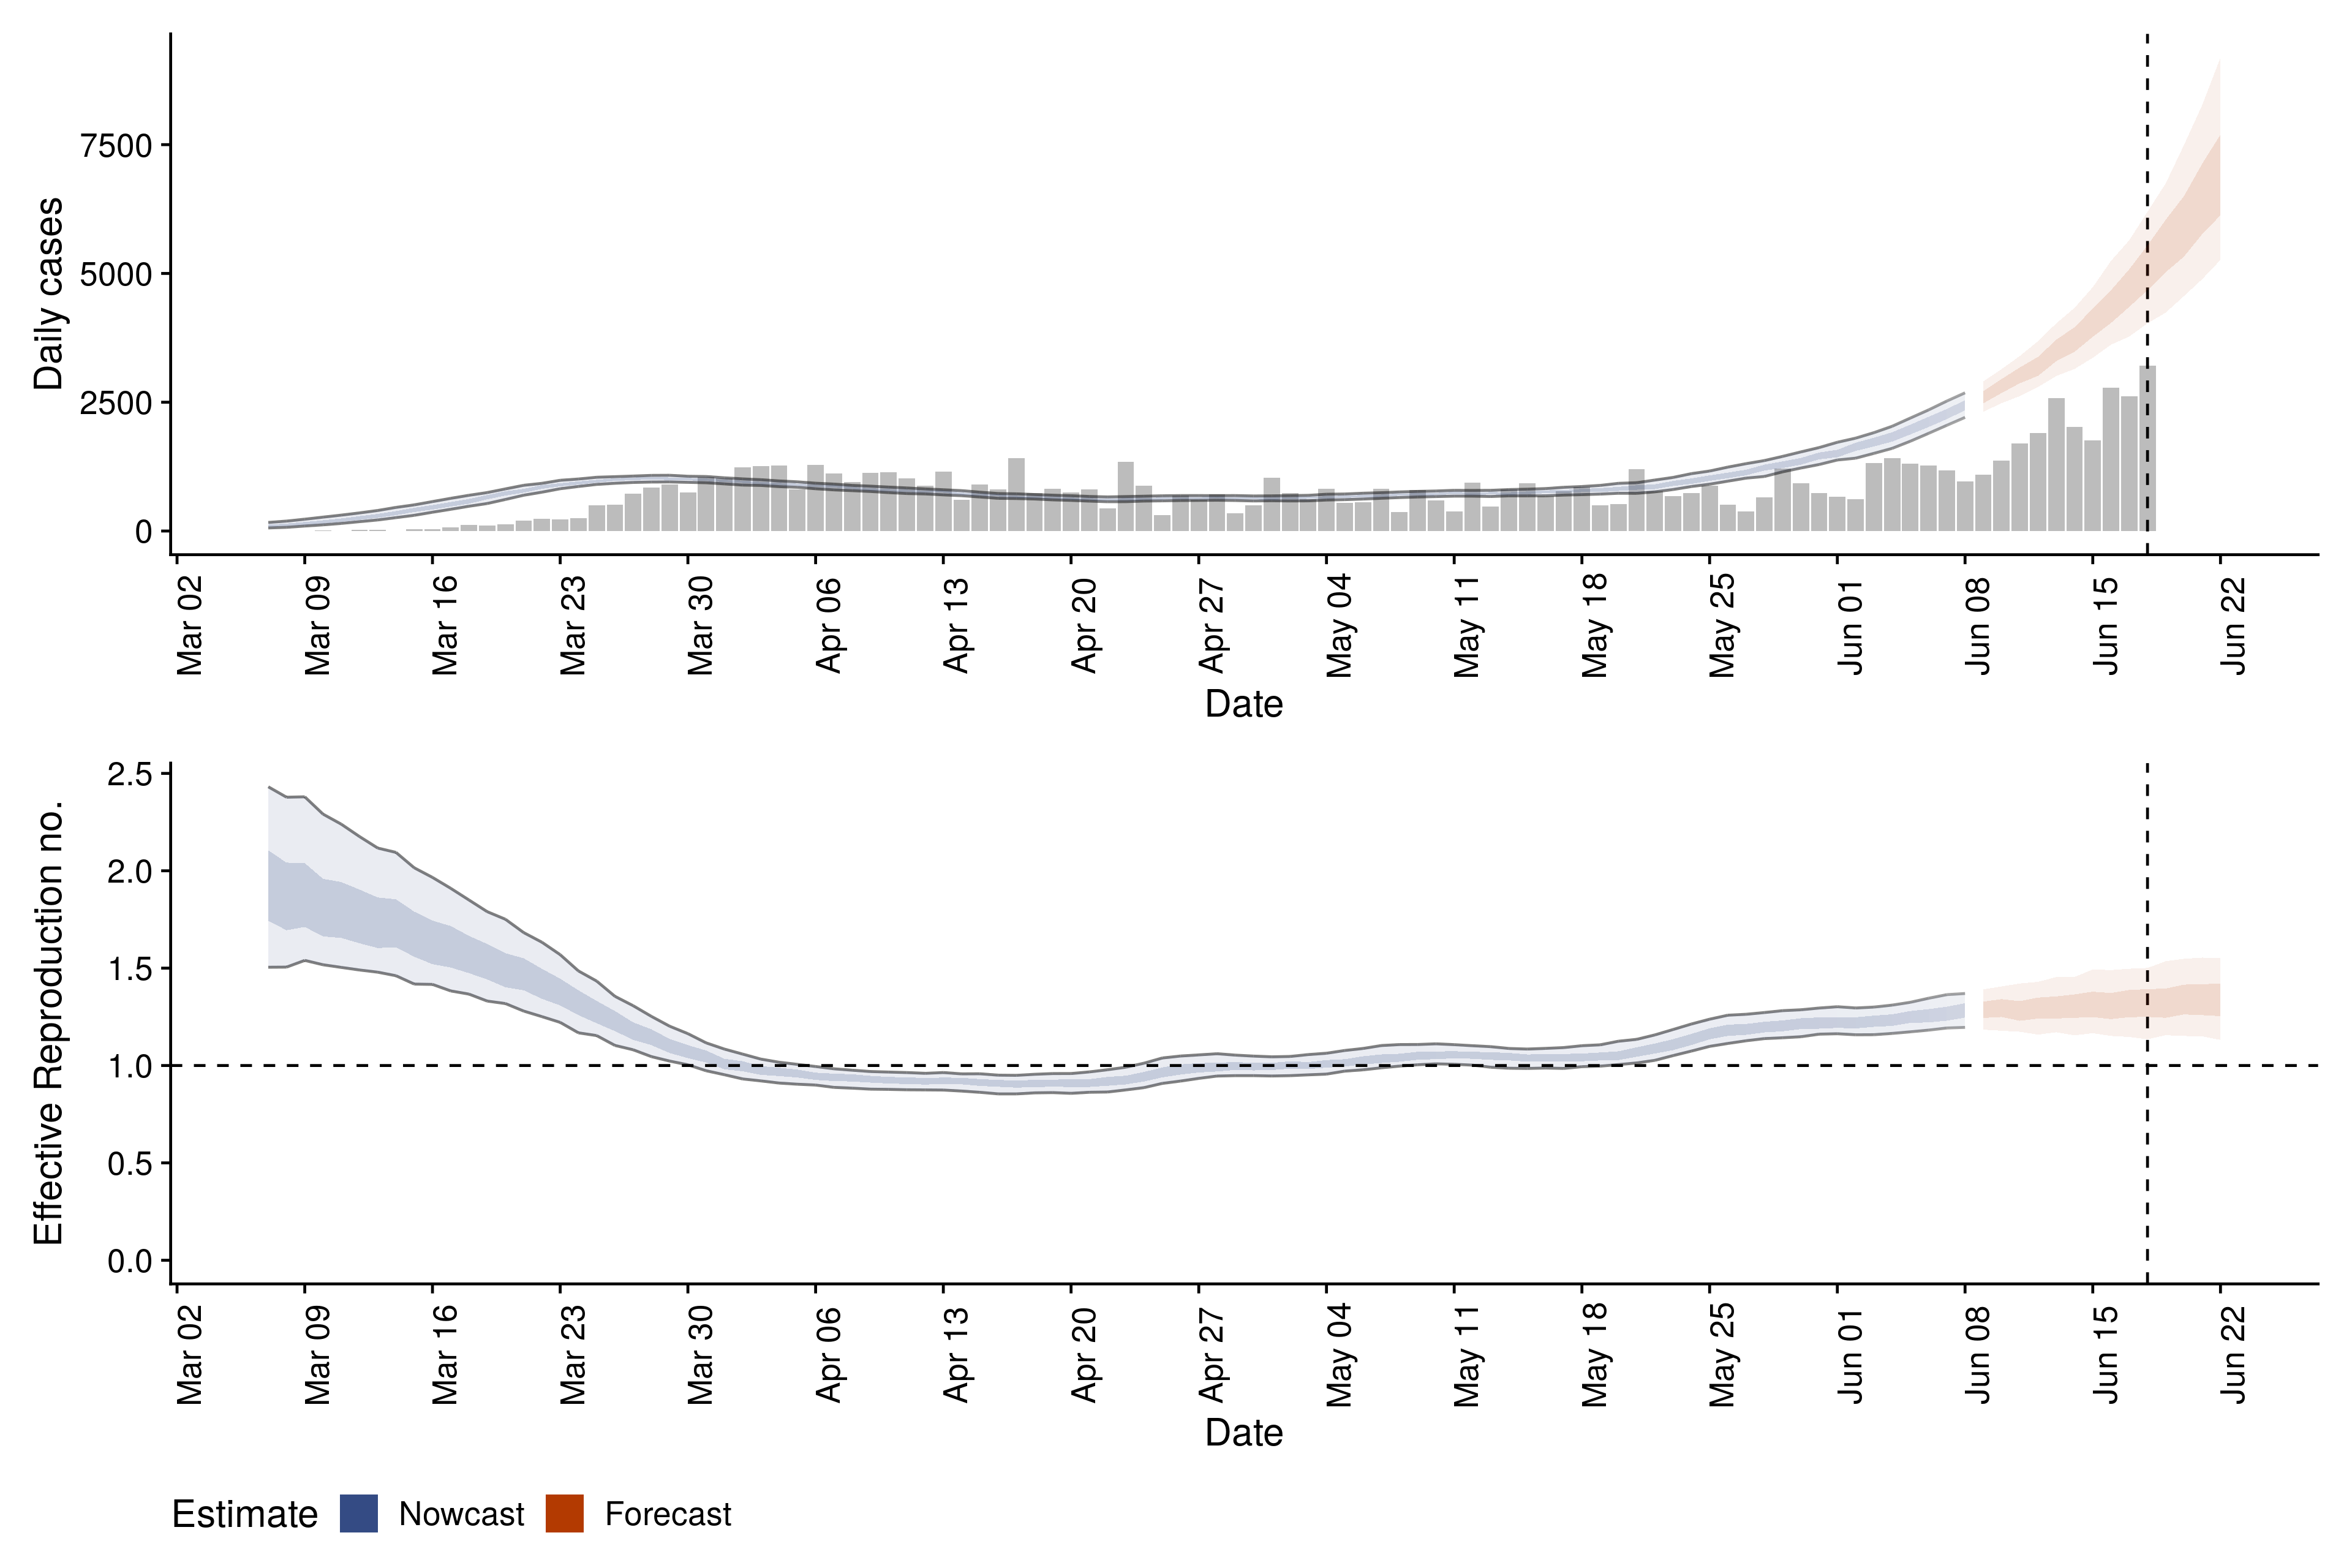 Daily cases
7500
5000
2500
0
Mar 02
Mar 09
Mar 16
Mar 23
Mar 30
Apr 06
Apr 13
Apr 20
Apr 27
May 04
May 11
May 18
May 25
Jun 01
Jun 08
Jun 15
Jun 22
Date
Effective Reproduction no.
2.5
2.0
1.5
1.0
0.5
0.0
Mar 02
Mar 09
Mar 16
Mar 23
Mar 30
Apr 06
Apr 13
Apr 20
Apr 27
May 04
May 11
May 18
May 25
Jun 01
Jun 08
Jun 15
Jun 22
Date
Estimate Nowcast Forecast